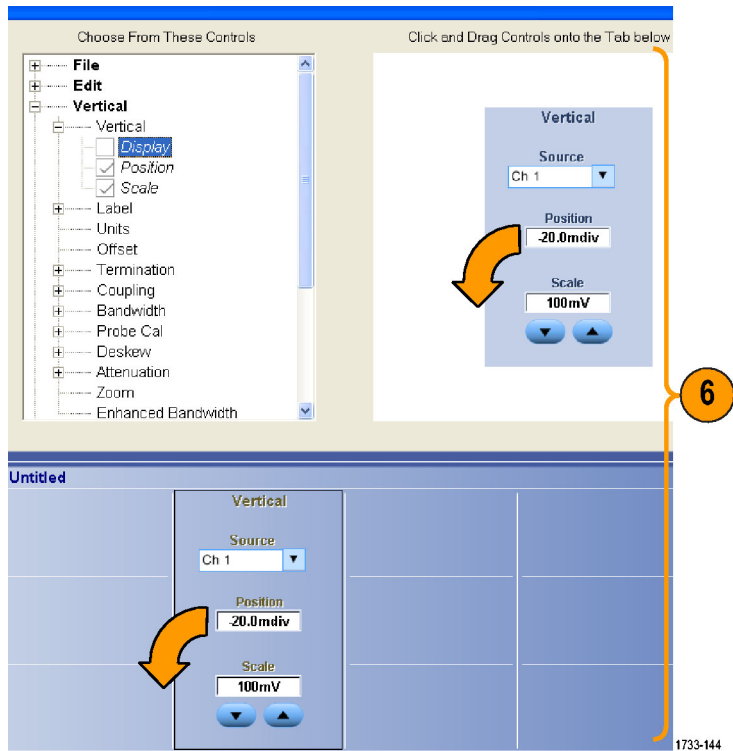 Choose From These Controls
Click and Drag Controls onto the Tab below
File
Edit
Vertical
Vertical
Display
Position
Scale
Label
Units
Offset
Termination
Coupling
Bandwidth
Probe Cal
Deskew
Attenuation
Zoom
Enhanced Bandwidth
Vertical
Source
Ch 1
Position
-20.0mdiv
Scale
100mV
6
Untitled
Vertical
Source
Ch 1
Position
-20.0mdiv
Scale
100mV
1733-144